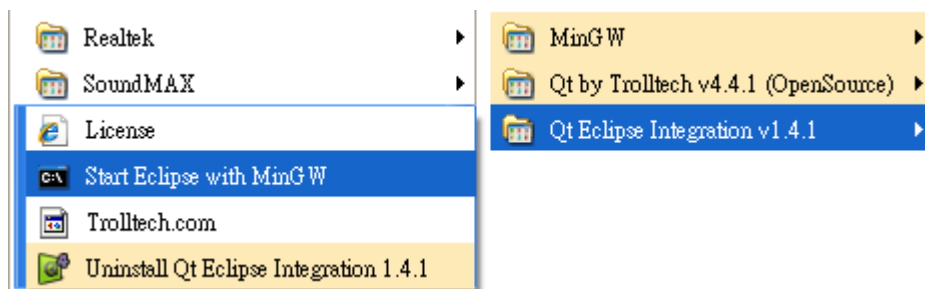 Realtek
SoundMAX
License
Start Eclipse with MinGW
Trolltech.com
Uninstall Qt Eclipse Integration 1.4.1
MinGW
Qt by Trolltech v4.4.1 (OpenSource)
Qt Eclipse Integration v1.4.1